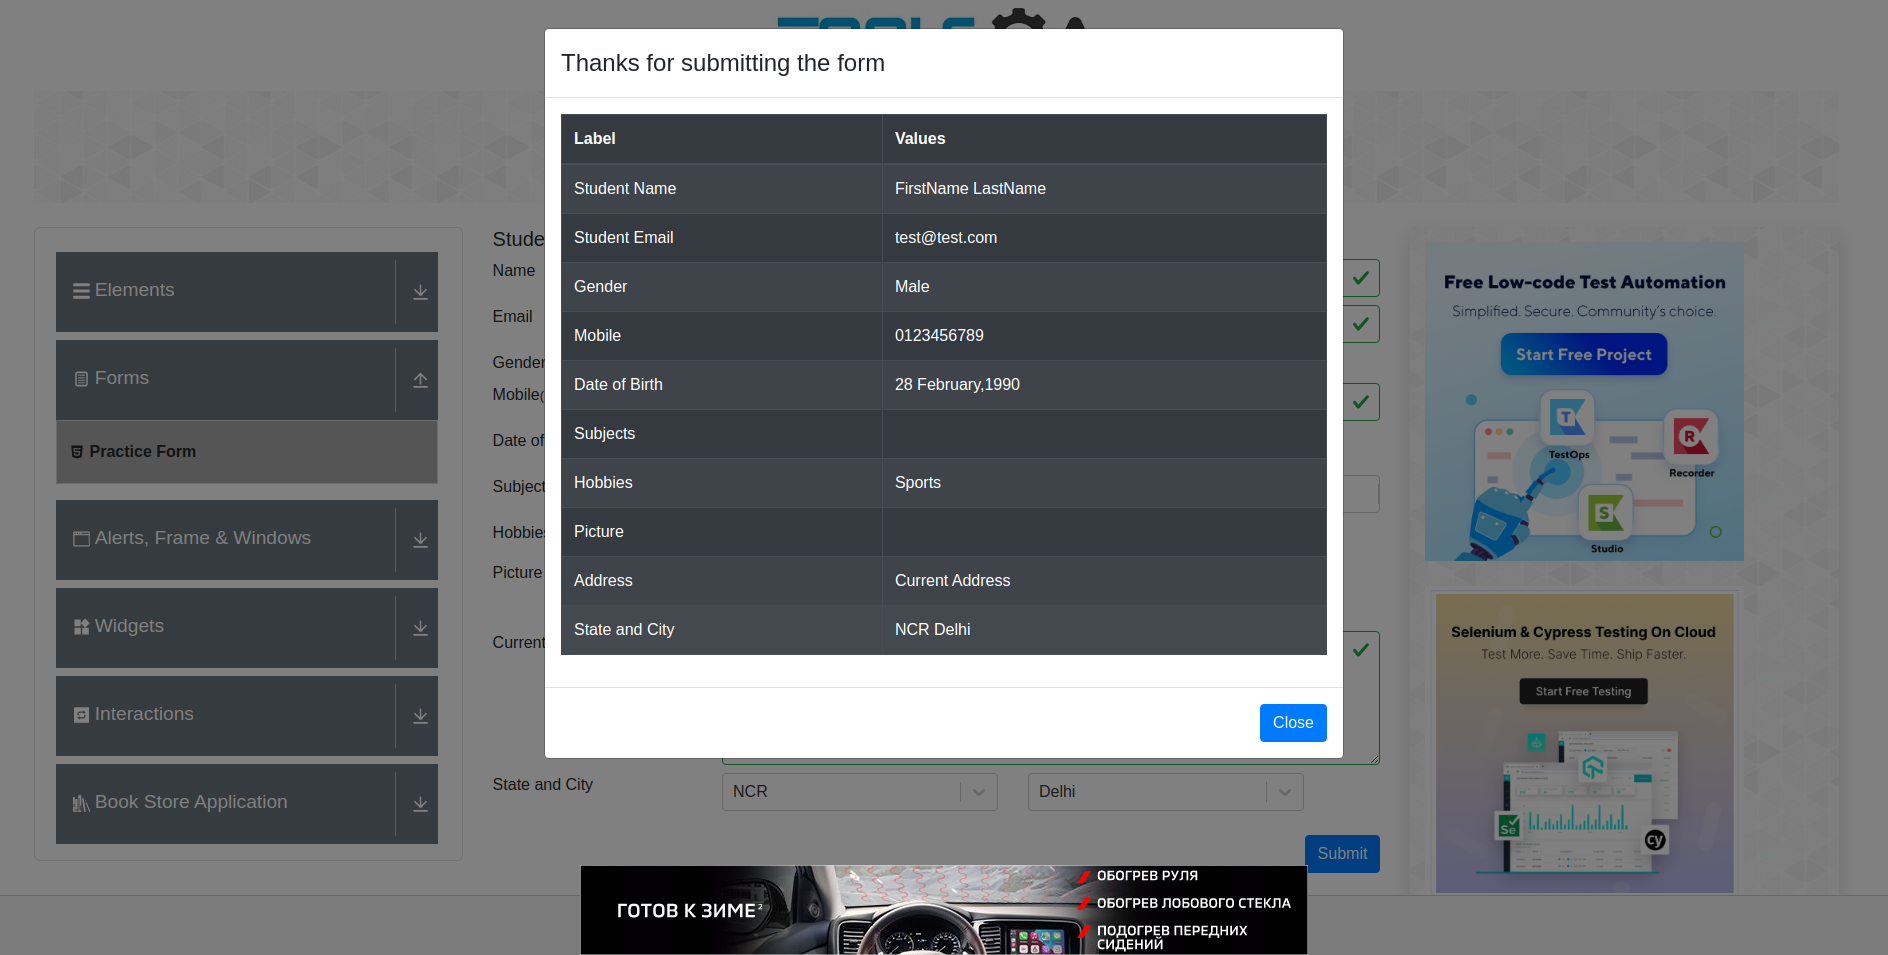 Thanks for submitting the form
Label Values
Student Name FirstName LastName
Student Email test@test.com
Gender Male
Mobile 0123456789
Date of Birth 28 February,1990
Subjects
Hobbies Sports
Picture
Address Current Address
State and City NCR Delhi
Close
Elements
Forms
Practice Form
Alerts, Frame & Windows
Widgets
Interactions
Book Store Application
Name
Email
Gender
Mobile(
Date of
Subject
Picture
Current
State and City NCR Delhi
Submit
Free Low-code Test Automation
Simplified. Secure. Community's choice.
Start Free Project
T
TestOps
R
Recorder
S
Studio
Selenium & Cypress Testing On Cloud
Test More. Save Time. Ship Faster.
Start Free Testing
Se
cy
ГОТОВ К ЗИМЕ²
ОБОГРЕВ РУЛЯ
ОБОГРЕВ ЛОБОВОГО СТЕКЛА
ПОДОГРЕВ ПЕРЕДНИХ
СИДЕНИЙ